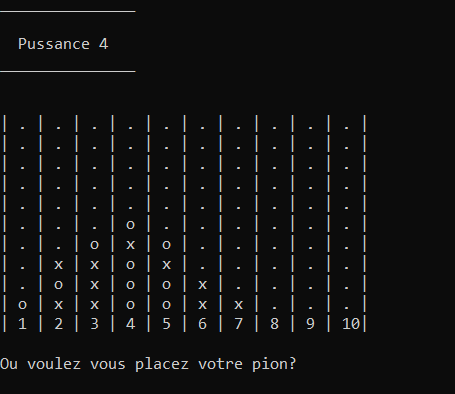 Pussance 4
| . | . | . | . | . | . | . | . | . | . |
| . | . | . | . | . | . | . | . | . | . |
| . | . | . | . | . | . | . | . | . | . |
| . | . | . | . | . | . | . | . | . | . |
| . | . | . | . | . | . | . | . | . | . |
| . | . | . | o | . | . | . | . | . | . |
| . | . | o | x | o | . | . | . | . | . |
| . | x | x | o | x | . | . | . | . | . |
| . | o | x | o | o | x | . | . | . | . |
| o | x | x | o | o | x | x | . | . | . |
| 1 | 2 | 3 | 4 | 5 | 6 | 7 | 8 | 9 | 10|
Ou voulez vous placez votre pion?